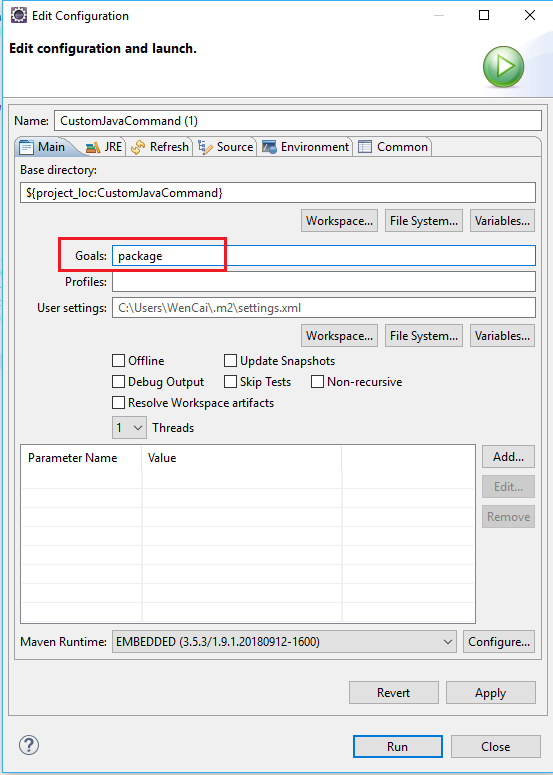 Edit Configuration
Edit configuration and launch.
Name: CustomJavaCommand (1)
Main JRE Refresh Source Environment Common
Base directory:
${project_loc:CustomJavaCommand}
Workspace... File System... Variables...
Goals: package
Profiles:
User settings: C:\Users\WenCai\.m2\settings.xml
Workspace... File System... Variables...
Offline Update Snapshots
Debug Output Skip Tests Non-recursive
Resolve Workspace artifacts
1 Threads
Parameter Name Value Add...
Edit...
Remove
Maven Runtime: EMBEDDED (3.5.3/1.9.1.20180912-1600) Configure...
Revert Apply
? Run Close